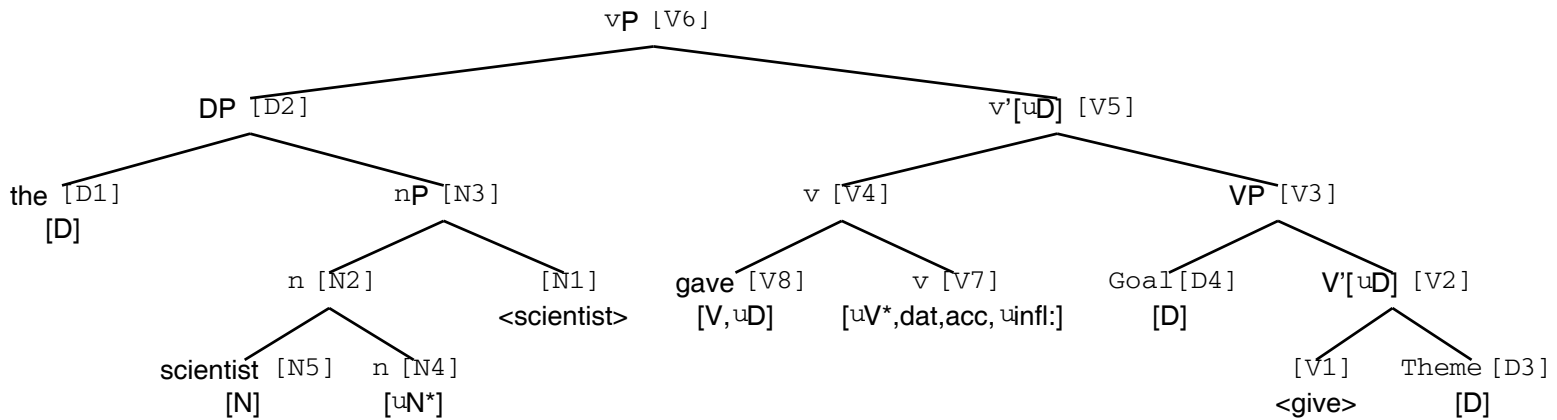 vP [V6]
DP [D2] v'[uD] [V5]
the [D1] nP [N3] v [V4] VP [V3]
[D]
n [N2] [N1] gave [V8] v [V7] Goal[D4] V'[uD] [V2]
<scientist> [V,uD] [uV*,dat,acc, uinfl:] [D]
scientist [N5] n [N4] [V1] Theme [D3]
[N] [uN*] <give> [D]